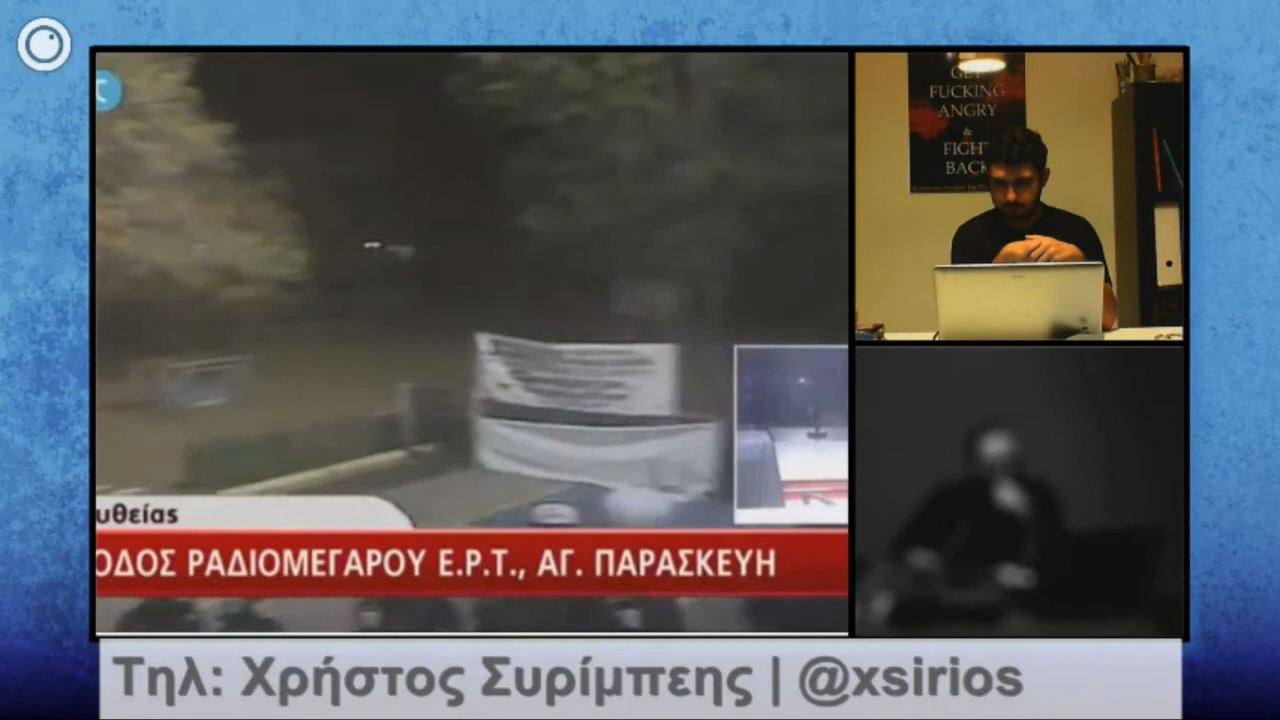 GET
FUCKING
ANGRY
&
FIGHT
BACK
υθείας
ΟΔΟΣ ΡΑΔΙΟΜΕΓΑΡΟΥ Ε.Ρ.Τ., ΑΓ. ΠΑΡΑΣΚΕΥΗ
Τηλ: Χρήστος Συρίμπεης | @xsirios